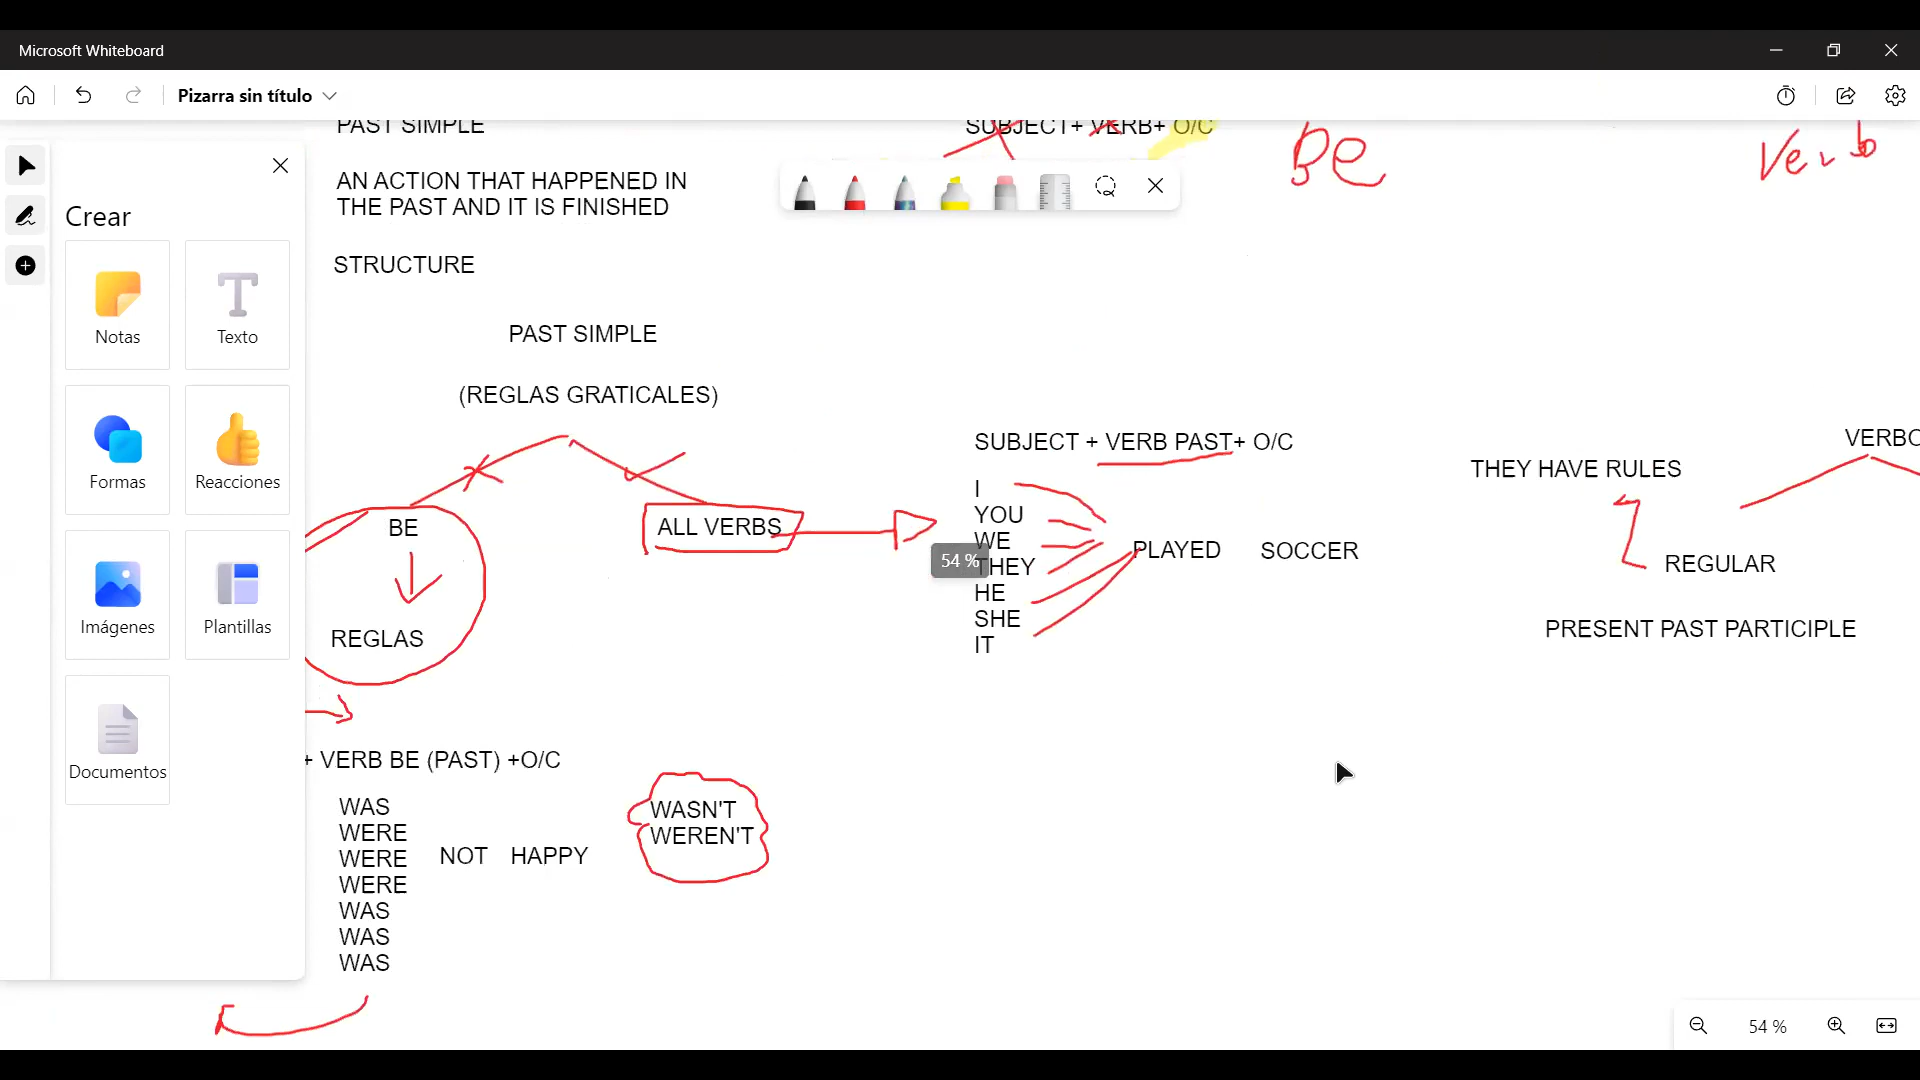 Microsoft Whiteboard
Pizarra sin título
PAST SIMPLE
SUBJECT+ VERB+ O/C
Be
Verb
AN ACTION THAT HAPPENED IN
THE PAST AND IT IS FINISHED
Crear
STRUCTURE
Notas
Texto
PAST SIMPLE
(REGLAS GRATICALES)
Formas
Reacciones
SUBJECT + VERB PAST+ O/C
THEY HAVE RULES
VERBO
BE
ALL VERBS
I
YOU
WE
THEY
HE
SHE
IT
PLAYED SOCCER
54 %
REGULAR
Imágenes
Plantillas
REGLAS
PRESENT PAST PARTICIPLE
Documentos
+ VERB BE (PAST) +O/C
WAS
WERE
WERE
WERE
WAS
WAS
WAS
NOT HAPPY
WASN'T
WEREN'T
54 %